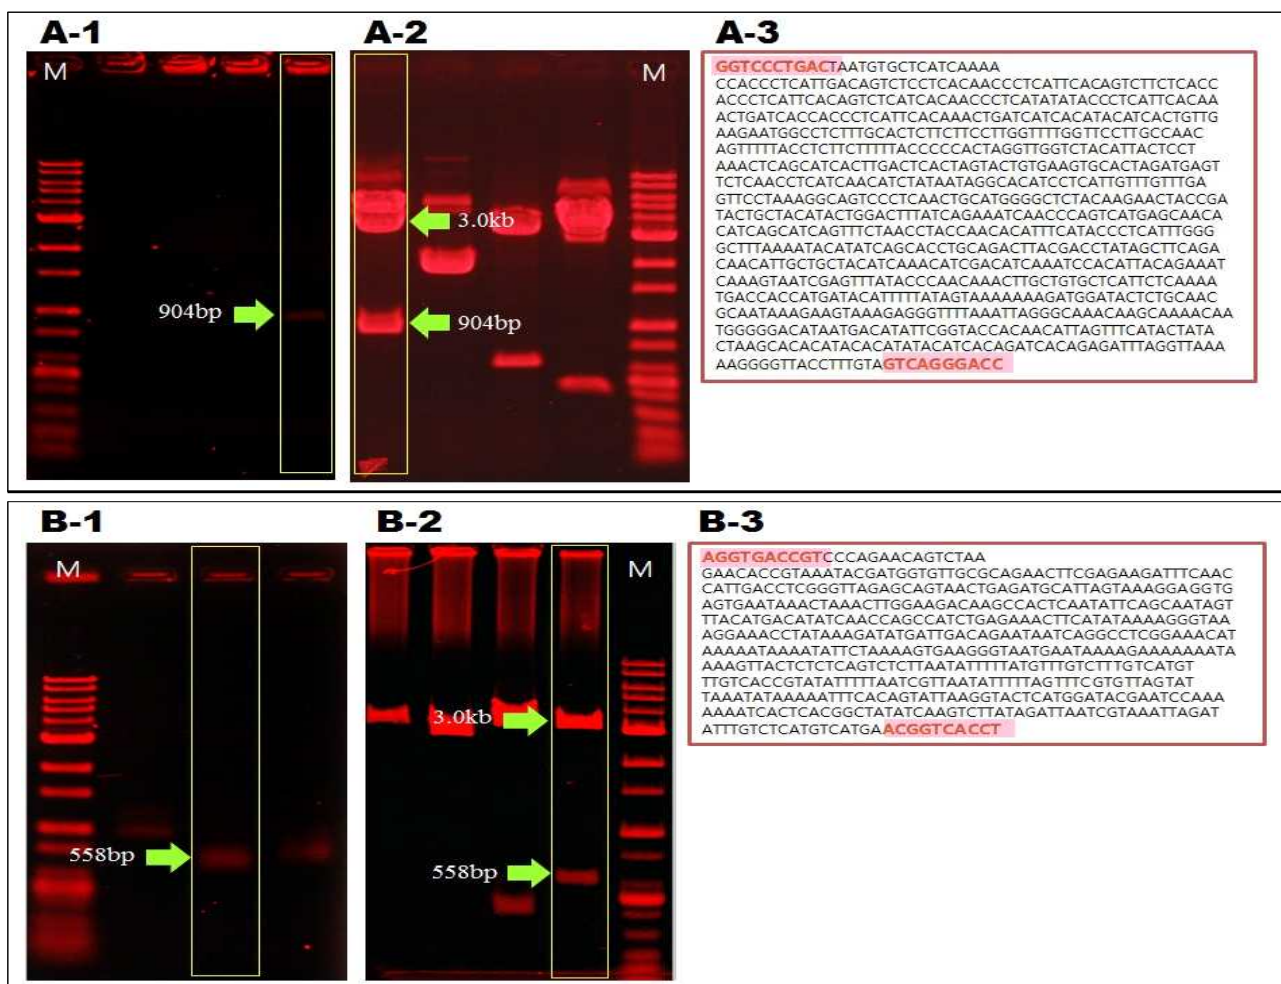 A-1
A-2
A-3
M
M
3.0kb
904bp
904bp
GGTCCCTGACTAATGTGCTCATCAAAA
CCACCCTCATTGACAGTCTCCTCACAACCCTCATTCACAGTCTTCTCACC
ACCCTCATTCACAGTCTCATCACAACCCTCATATATACCCTCATTCACAA
ACTGATCACCACCCTCATTCACAAACTGATCATCACATACATCACTGTTG
AAGAATGGCCTCTTTGCACTCTTCTTCCTTGGTTTTGGTTCCTTGCCAAC
AGTTTTTACCTCTTCTTTTTACCCCCACTAGGTTGGTCTACATTACTCCT
AAACTCAGCATCACTTGACTCACTAGTACTGTGAAGTGCACTAGATGAGT
TCTCAACCTCATCAACATCTATAATAGGCACATCCTCATTGTTTGTTTGA
GTTCCTAAAGGCAGTCCCTCAACTGCATGGGGCTCTACAAGAACTACCGA
TACTGCTACATACTGGACTTTATCAGAAATCAACCCAGTCATGAGCAACA
CATCAGCATCAGTTTCTAACCTACCAACACATTTCATACCCTCATTTGGG
GCTTTAAAATACATATCAGCACCTGCAGACTTACGACCTATAGCTTCAGA
CAACATTGCTGCTACATCAAACATCGACATCAAATCCACATTACAGAAAT
CAAAGTAATCGAGTTTATACCCAACAAACTTGCTGTGCTCATTCTCAAAA
TGACCACCATGATACATTTTTATAGTAAAAAAAGATGGATACTCTGCAAC
GCAATAAAGAAGTAAAGAGGGTTTTAAATTAGGGCAAACAAGCAAAACAA
TGGGGGACATAATGACATATTCGGTACCACAACATTAGTTTCATACTATA
CTAAGCACACATACACATATACATCACAGATCACAGAGATTTAGGTTAAA
AAGGGGTTACCTTTGTAGTCAGGGACC
B-1
B-2
B-3
M
M
3.0kb
558bp
558bp
AGGTGACCGTCCCAGAACAGTCTAA
GAACACCGTAAATACGATGGTGTTGCGCAGAACTTCGAGAAGATTTCAAC
CATTGACCTCGGGTTAGAGCAGTAACTGAGATGCATTAGTAAAGGAGGTG
AGTGAATAAACTAAACTTGGAAGACAAGCCACTCAATATTCAGCAATAGT
TTACATGACATATCAACCAGCCATCTGAGAAACTTCATATAAAAGGGTAA
AGGAAACCTATAAAGATATGATTGACAGAATAATCAGGCCTCGGAAACAT
AAAAATAAAATATTCTAAAAGTGAAGGGTAATGAATAAAAGAAAAAAATA
AAAGTTACTCTCTCAGTCTCTTAATATTTTTATGTTTGTCTTTGTCATGT
TTGTCACCGTATATTTTTAATCGTTAATATTTTTAGTTTCGTGTTAGTAT
TAAATATAAAAATTTCACAGTATTAAGGTACTCATGGATACGAATCCAAA
AAAATCACTCACGGCTATATCAAGTCTTATAGATTAATCGTAAATTAGAT
ATTTGTCTCATGTCATGAACGGTCACCT